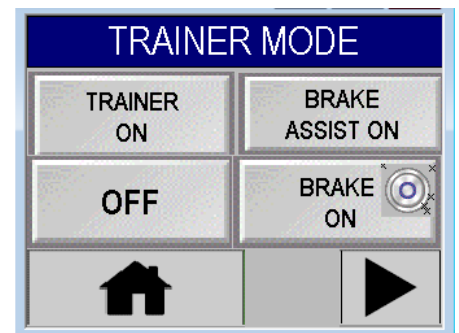 TRAINER MODE
TRAINER
ON
BRAKE
ASSIST ON
OFF
BRAKE
ON